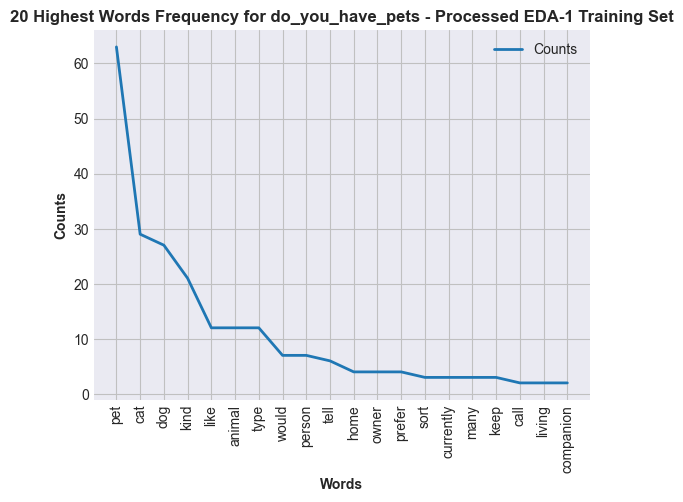 20 Highest Words Frequency for do_you_have_pets - Processed EDA-1 Training Set
Counts
60
50
40
30
20
10
0
Counts
pet
cat
dog
kind
like
animal
type
would
person
tell
home
owner
prefer
sort
currently
many
keep
call
living
companion
Words